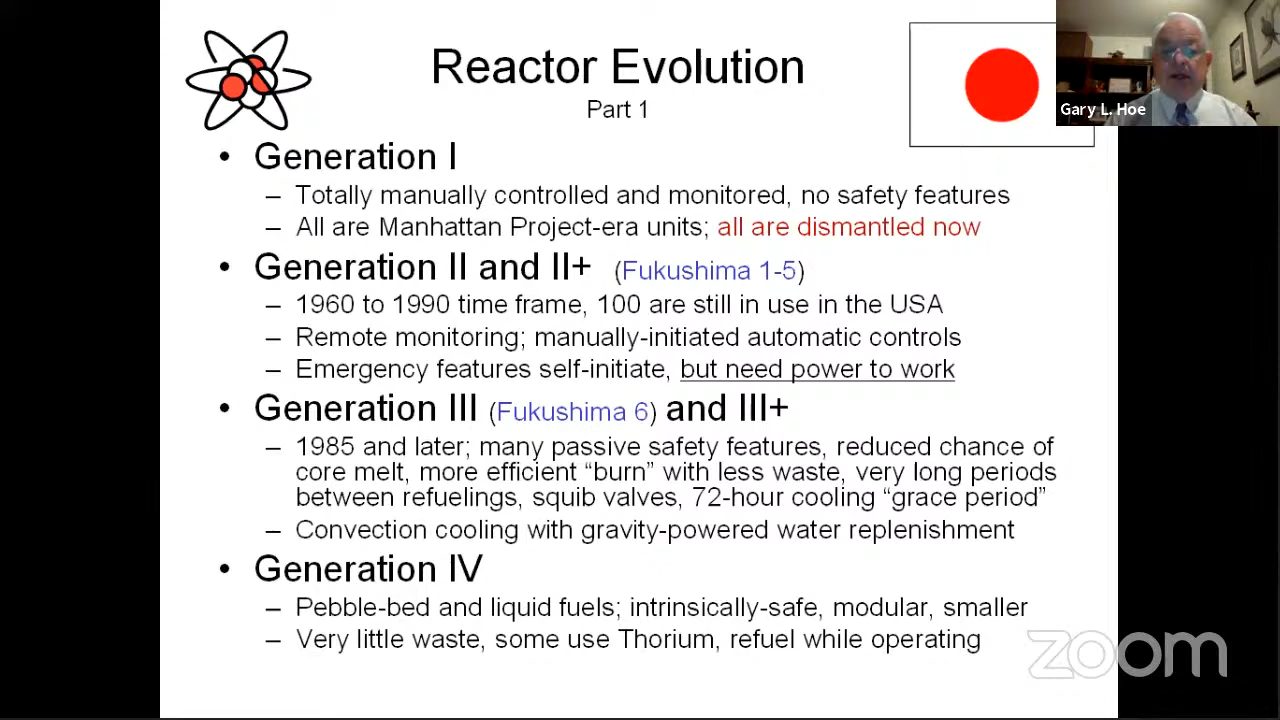 Reactor Evolution
Part 1
Gary L. Hoe
• Generation I
– Totally manually controlled and monitored, no safety features
– All are Manhattan Project-era units; all are dismantled now
• Generation II and II+ (Fukushima 1-5)
– 1960 to 1990 time frame, 100 are still in use in the USA
– Remote monitoring; manually-initiated automatic controls
– Emergency features self-initiate, but need power to work
• Generation III (Fukushima 6) and III+
– 1985 and later; many passive safety features, reduced chance of
core melt, more efficient “burn” with less waste, very long periods
between refuelings, squib valves, 72-hour cooling “grace period”
– Convection cooling with gravity-powered water replenishment
• Generation IV
– Pebble-bed and liquid fuels; intrinsically-safe, modular, smaller
– Very little waste, some use Thorium, refuel while operating
zoom